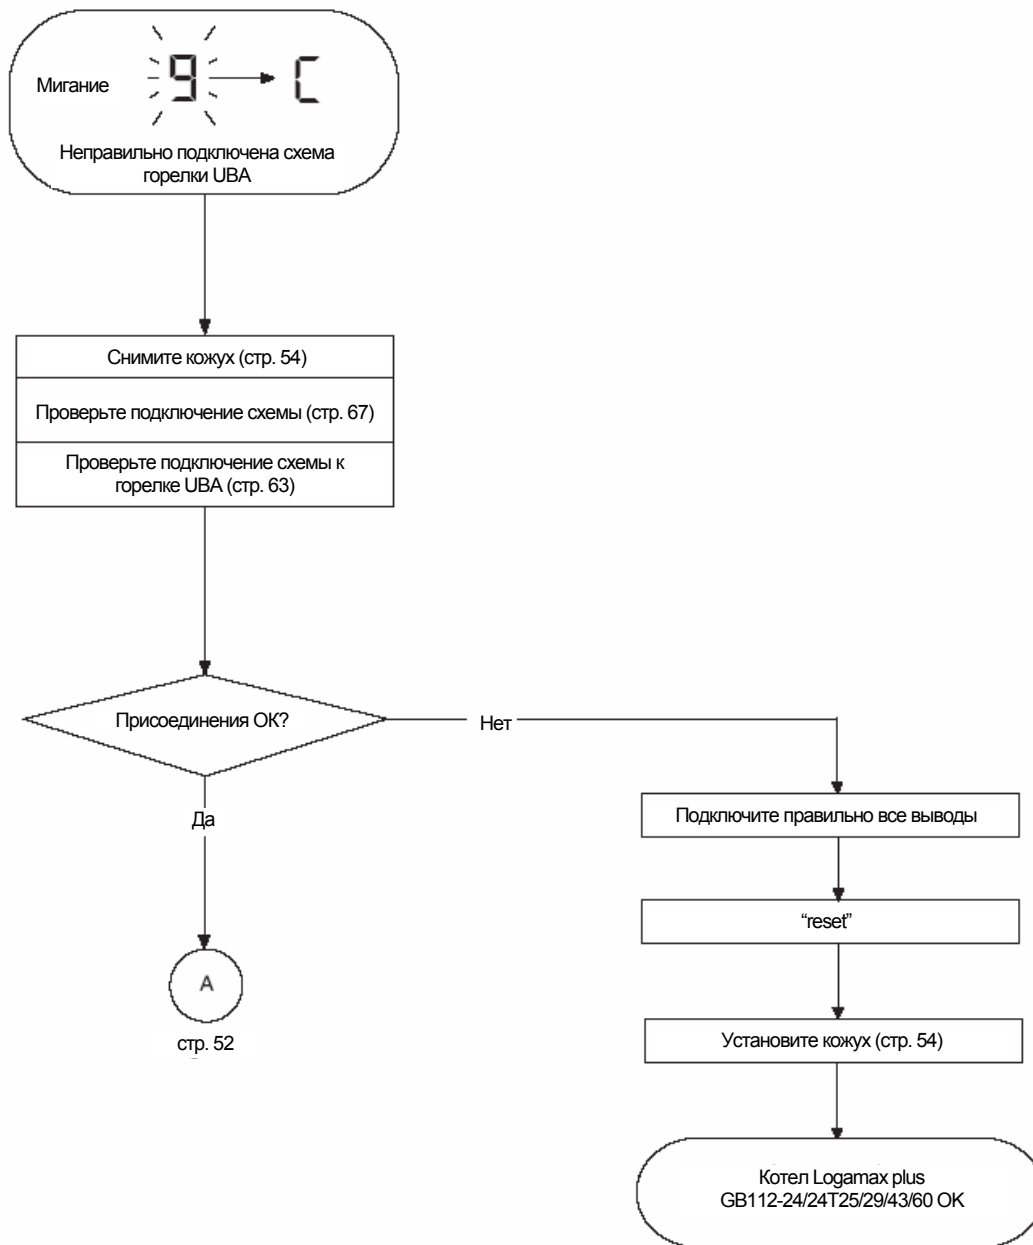 Мигание
9 C
Неправильно подключена схема
горелки UBA
Снимите кожух (стр. 54)
Проверьте подключение схемы (стр. 67)
Проверьте подключение схемы к
горелке UBA (стр. 63)
Присоединения ОК?
Нет
Да
A
стр. 52
Подключите правильно все выводы
“reset”
Установите кожух (стр. 54)
Котел Logamax plus
GB112-24/24T25/29/43/60 OK